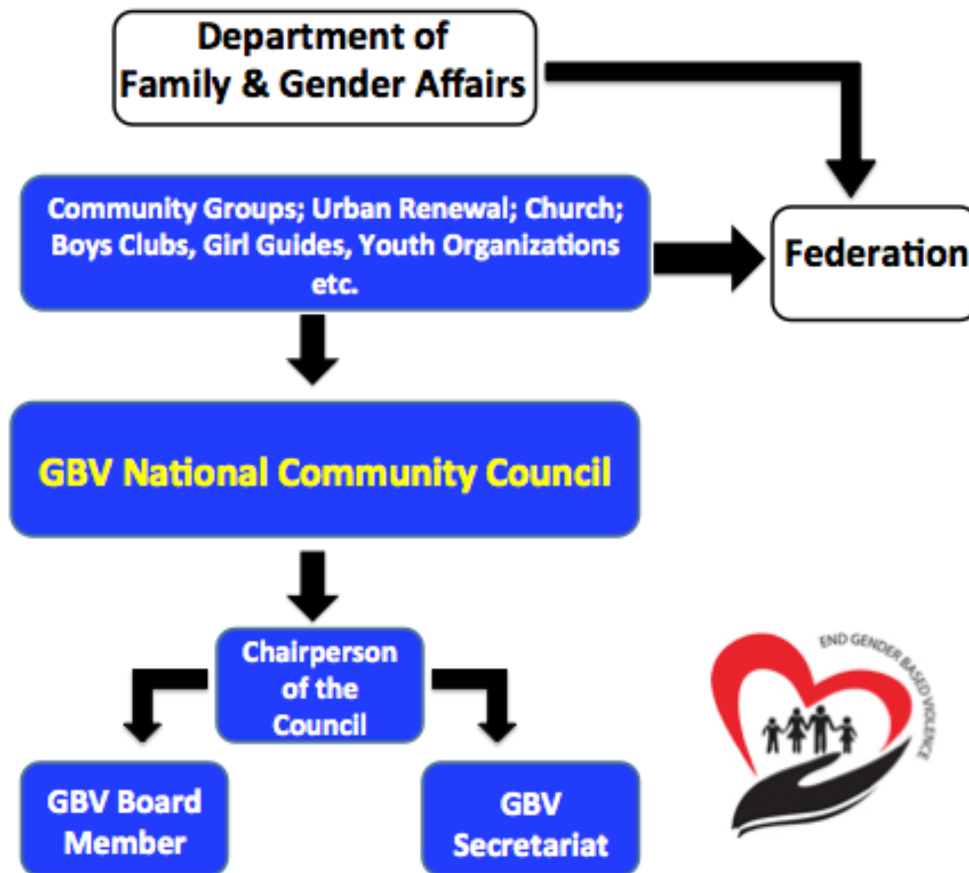 Department of
Family & Gender Affairs
Community Groups; Urban Renewal; Church;
Boys Clubs, Girl Guides, Youth Organizations
etc.
Federation
GBV National Community Council
Chairperson
of the
Council
GBV Board
Member
GBV
Secretariat
END GENDER BASED VIOLENCE